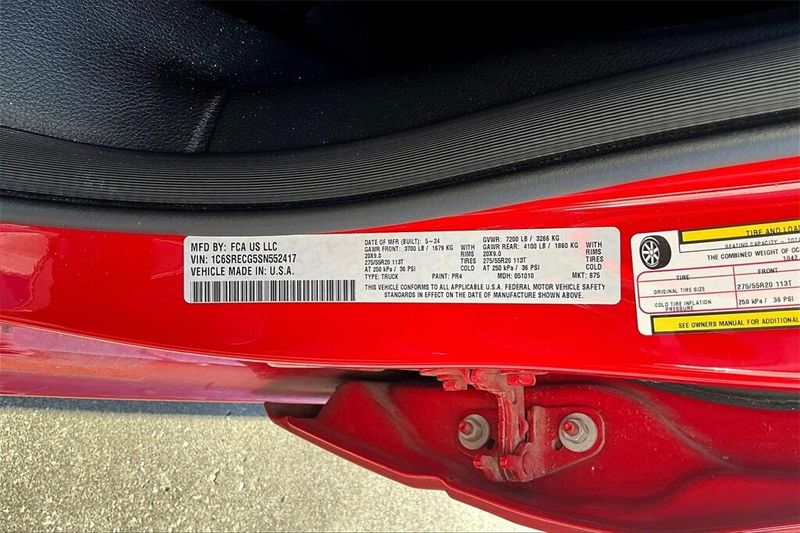 MFD BY: FCA US LLC
VIN: 1C6SRECG5SN552417
VEHICLE MADE IN U.S.A.
DATE OF MFR (BUILT): 5-24
GAWR FRONT: 3700 LB / 1679 KG WITH
20X9.0 RIMS
275/55R20 113T TIRES
AT 250 kPa / 36 PSI COLD
TYPE: TRUCK PAINT: PR4
GVWR: 7200 LB / 3266 KG
GAWR REAR: 4100 LB / 1860 KG WITH
20X9.0 RIMS
275/55R20 113T TIRES
AT 250 kPa / 36 PSI COLD
MDH: 051010 MKT: 875
THIS VEHICLE CONFORMS TO ALL APPLICABLE U.S.A. FEDERAL MOTOR VEHICLE SAFETY
STANDARDS IN EFFECT ON THE DATE OF MANUFACTURE SHOWN ABOVE.
TIRE AND LOA
SEATING CAPACITY - TOTA
THE COMBINED WEIGHT OF OC
1042
TIRE FRONT
ORIGINAL TIRE SIZE 275/55R20 113T
COLD TIRE INFLATION PRESSURE 250 kPa / 36 PSI
SEE OWNERS MANUAL FOR ADDITIONAL